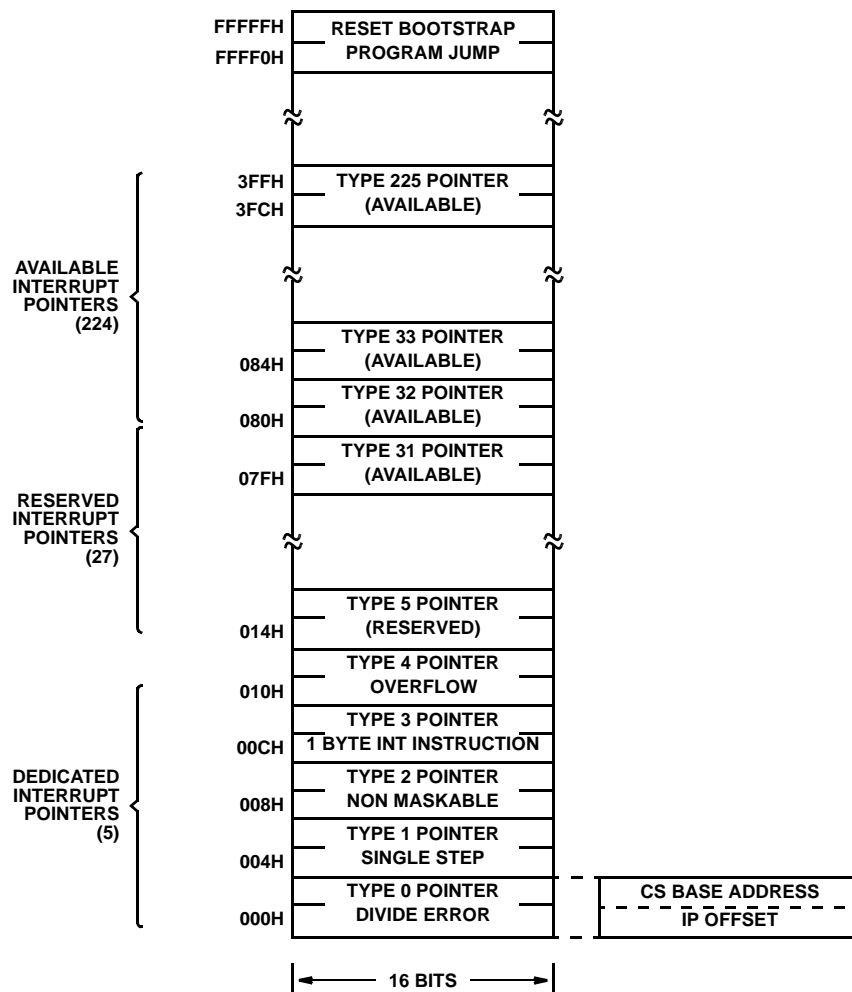 FFFFFH
RESET BOOTSTRAP
FFFF0H
PROGRAM JUMP
3FFH
TYPE 225 POINTER
3FCH
(AVAILABLE)
AVAILABLE
INTERRUPT
POINTERS
(224)
TYPE 33 POINTER
084H
(AVAILABLE)
TYPE 32 POINTER
080H
(AVAILABLE)
TYPE 31 POINTER
07FH
(AVAILABLE)
RESERVED
INTERRUPT
POINTERS
(27)
TYPE 5 POINTER
014H
(RESERVED)
TYPE 4 POINTER
010H
OVERFLOW
TYPE 3 POINTER
00CH
1 BYTE INT INSTRUCTION
DEDICATED
INTERRUPT
POINTERS
(5)
TYPE 2 POINTER
008H
NON MASKABLE
TYPE 1 POINTER
004H
SINGLE STEP
TYPE 0 POINTER
000H
DIVIDE ERROR
CS BASE ADDRESS
IP OFFSET
16 BITS